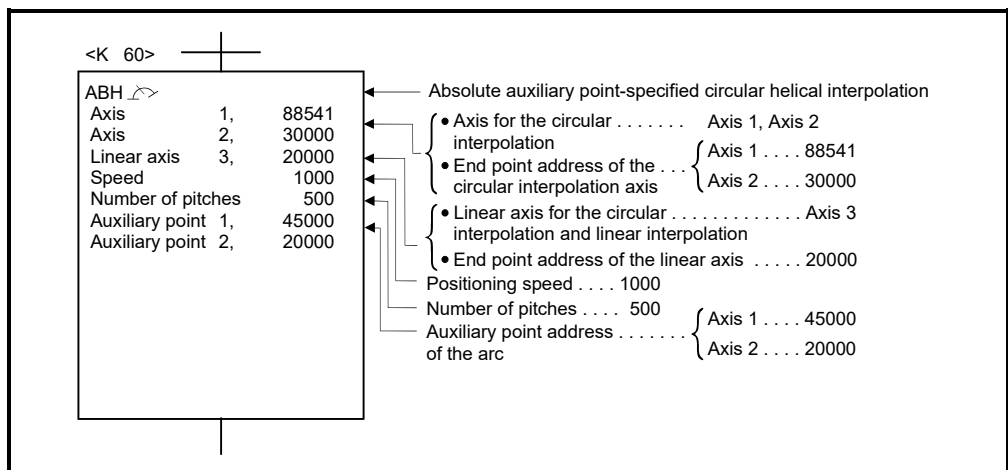 <K 60>
ABH
Axis 1, 88541
Axis 2, 30000
Linear axis 3, 20000
Speed 1000
Number of pitches 500
Auxiliary point 1, 45000
Auxiliary point 2, 20000
Absolute auxiliary point-specified circular helical interpolation
• Axis for the circular . . . . . . . Axis 1, Axis 2
interpolation
• End point address of the . . .
circular interpolation axis
Axis 1 . . . . 88541
Axis 2 . . . . 30000
• Linear axis for the circular . . . . . . . . . . . . . Axis 3
interpolation and linear interpolation
• End point address of the linear axis . . . . . 20000
Positioning speed . . . . 1000
Number of pitches . . . . 500
Auxiliary point address . . . . . . .
of the arc
Axis 1 . . . . 45000
Axis 2 . . . . 20000